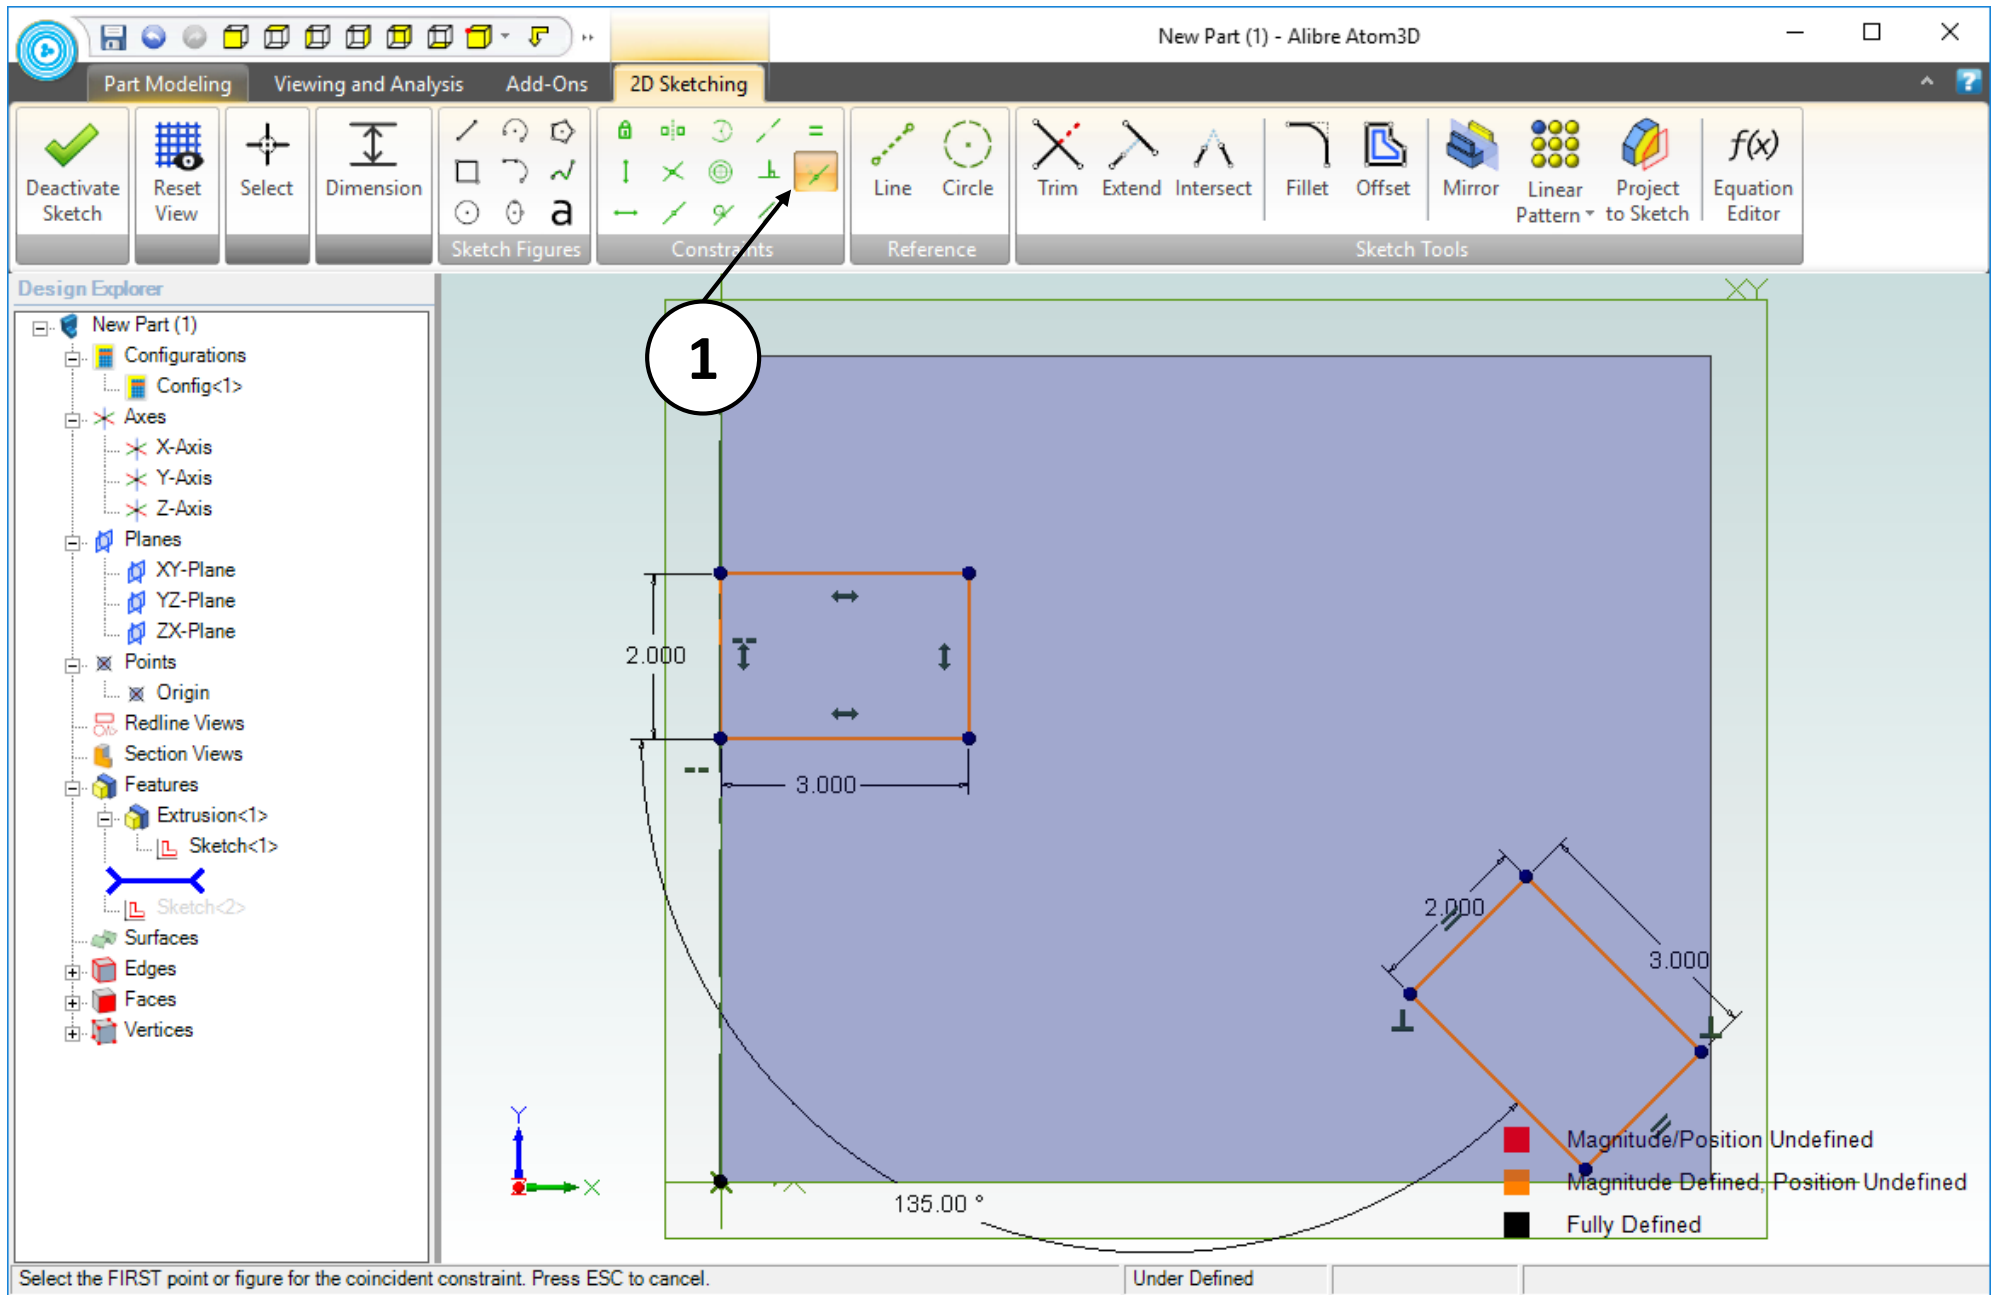 New Part (1) - Alibre Atom3D
Part Modeling
Viewing and Analysis
Add-Ons
2D Sketching
Deactivate
Sketch
Reset
View
Select
Dimension
a
Sketch Figures
Constraints
Line
Circle
Reference
Trim
Extend
Intersect
Fillet
Offset
Mirror
Linear
Pattern
Project
to Sketch
f(x)
Equation
Editor
Sketch Tools
Design Explorer
New Part (1)
Configurations
Config<1>
Axes
X-Axis
Y-Axis
Z-Axis
Planes
XY-Plane
YZ-Plane
ZX-Plane
Points
Origin
Redline Views
Section Views
Features
Extrusion<1>
Sketch<1>
Sketch<2>
Surfaces
Edges
Faces
Vertices
1
XY
2.000
3.000
2.000
3.000
135.00 °
Y
X
X
Magnitude/Position Undefined
Magnitude Defined, Position Undefined
Fully Defined
Select the FIRST point or figure for the coincident constraint. Press ESC to cancel.
Under Defined